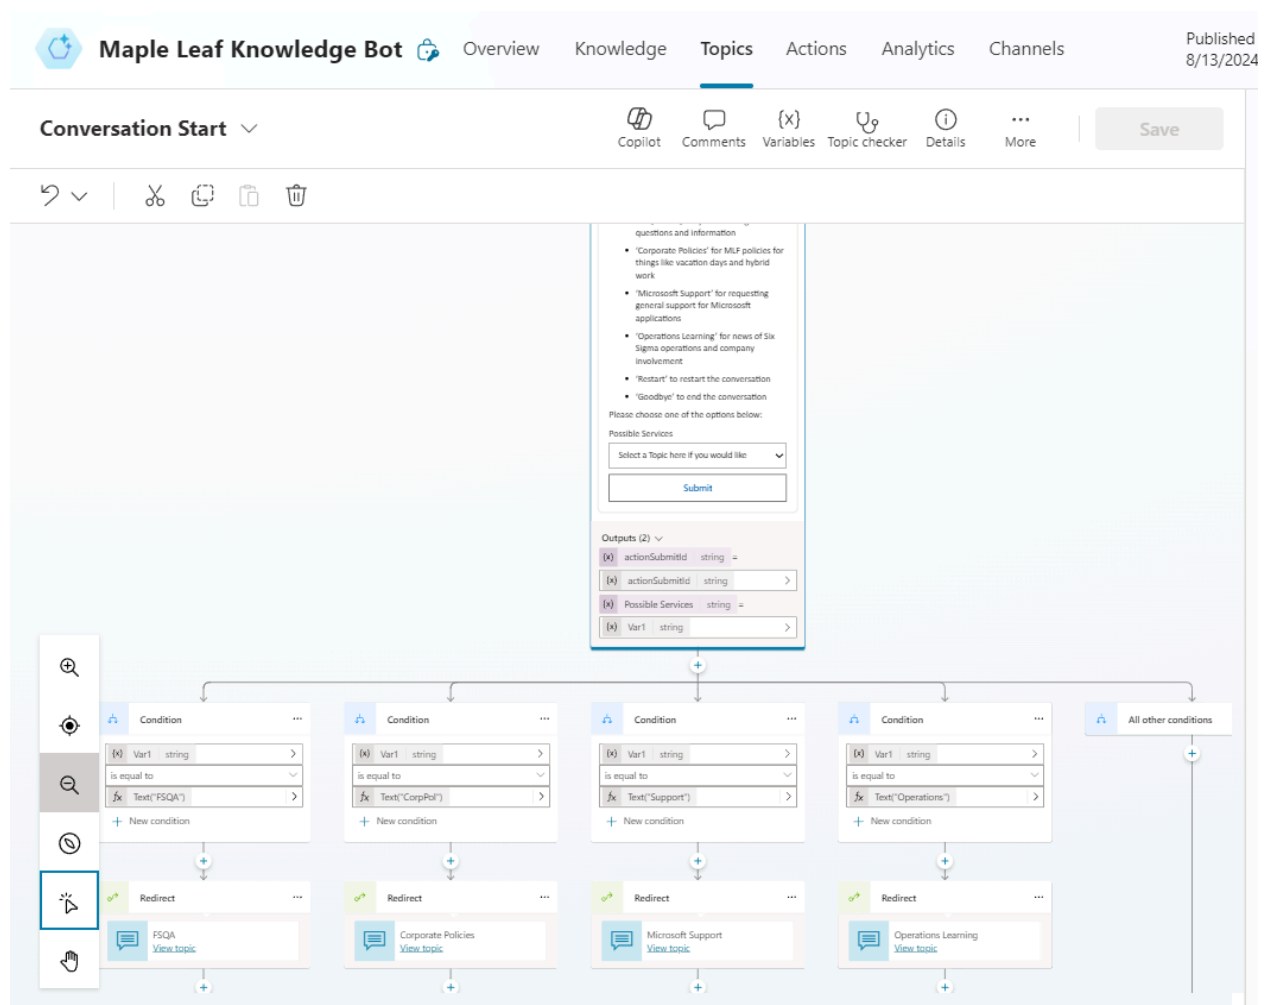 Maple Leaf Knowledge Bot
Overview
Knowledge
Topics
Actions
Analytics
Channels
Published
8/13/2024
Conversation Start
Copilot
Comments
{x}
Variables
Topic checker
Details
More
Save
questions and information
• 'Corporate Policies' for MLF policies for
things like vacation days and hybrid
work
• 'Micrososft Support' for requesting
general support for Micrososft
applications
• 'Operations Learning' for news of Six
Sigma operations and company
involvement
• 'Restart' to restart the conversation
• 'Goodbye' to end the conversation
Please choose one of the options below:
Possible Services
Select a Topic here if you would like
Submit
Outputs (2)
{x} actionSubmitId string =
{x} actionSubmitId string
{x} Possible Services string =
{x} Var1 string
Condition ...
{x} Var1 string
is equal to
fx Text("FSQA")
+ New condition
Redirect ...
FSQA
View topic
Condition ...
{x} Var1 string
is equal to
fx Text("CorpPol")
+ New condition
Redirect ...
Corporate Policies
View topic
Condition ...
{x} Var1 string
is equal to
fx Text("Support")
+ New condition
Redirect ...
Microsoft Support
View topic
Condition ...
{x} Var1 string
is equal to
fx Text("Operations")
+ New condition
Redirect ...
Operations Learning
View topic
All other conditions